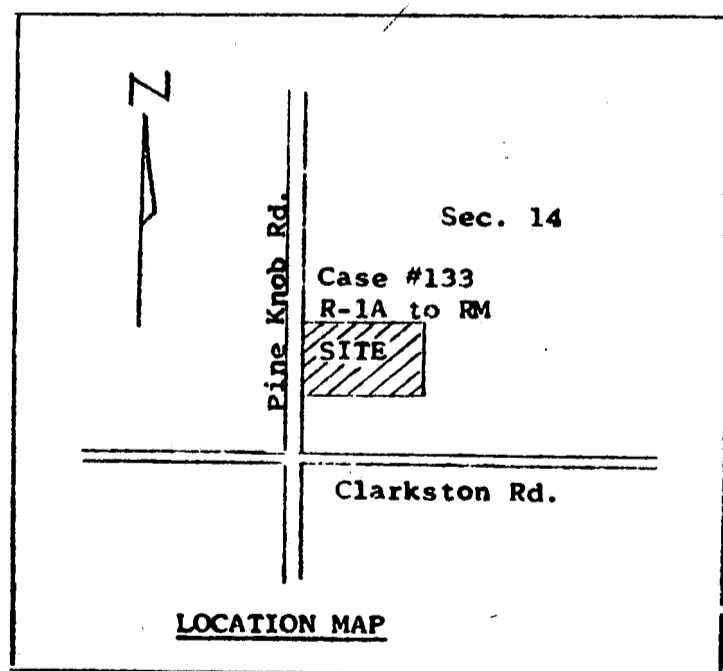 N
Sec. 14
Pine Knob Rd.
Case #133
R-1A to RM
SITE
Clarkston Rd.
LOCATION MAP